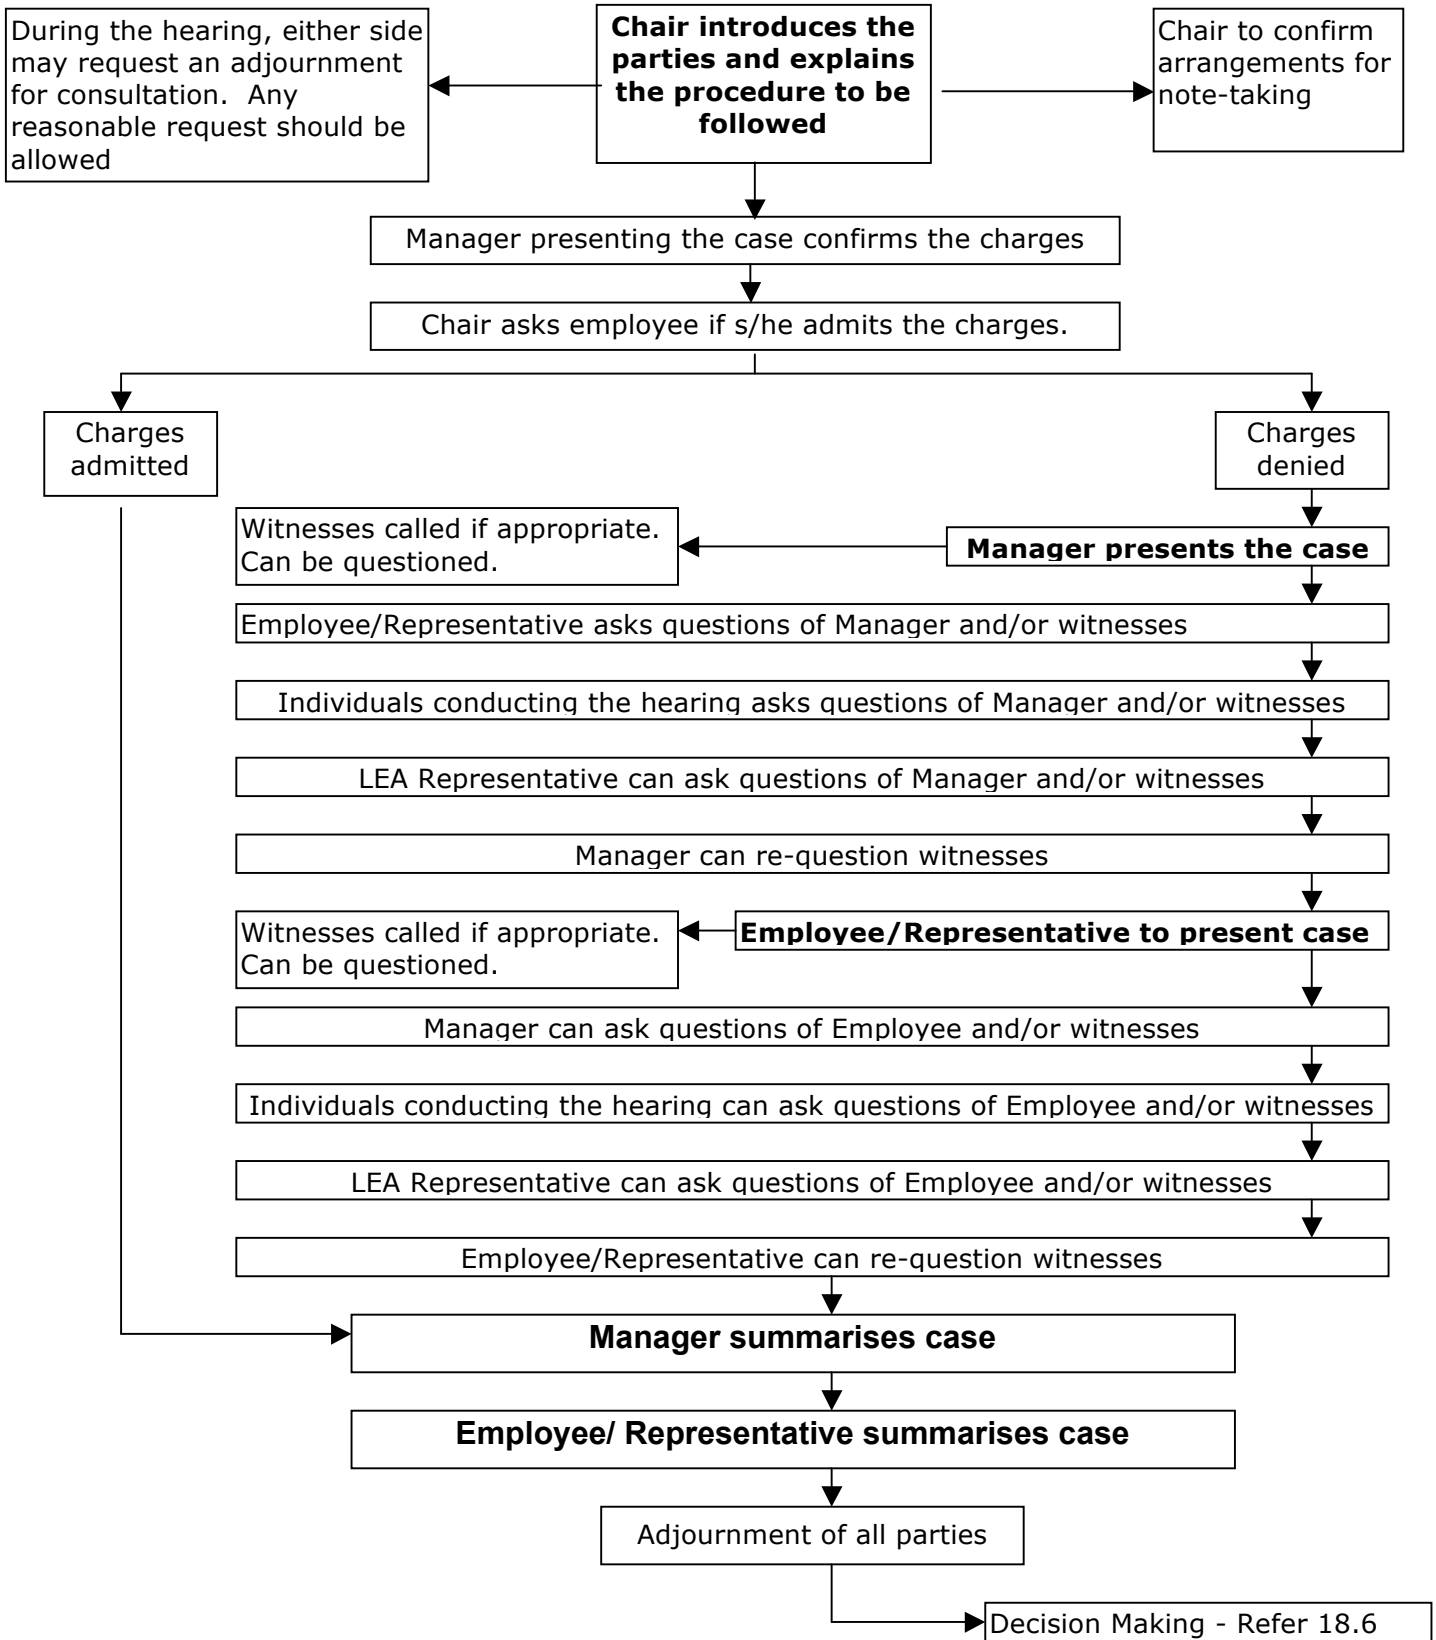 During the hearing, either side
may request an adjournment
for consultation.  Any
reasonable request should be
allowed
Chair introduces the
parties and explains
the procedure to be
followed
Chair to confirm
arrangements for
note-taking
Manager presenting the case confirms the charges
Chair asks employee if s/he admits the charges.
Charges
admitted
Charges
denied
Witnesses called if appropriate.
Can be questioned.
Manager presents the case
Employee/Representative asks questions of Manager and/or witnesses
Individuals conducting the hearing asks questions of Manager and/or witnesses
LEA Representative can ask questions of Manager and/or witnesses
Manager can re-question witnesses
Witnesses called if appropriate.
Can be questioned.
Employee/Representative to present case
Manager can ask questions of Employee and/or witnesses
Individuals conducting the hearing can ask questions of Employee and/or witnesses
LEA Representative can ask questions of Employee and/or witnesses
Employee/Representative can re-question witnesses
Manager summarises case
Employee/ Representative summarises case
Adjournment of all parties
Decision Making - Refer 18.6